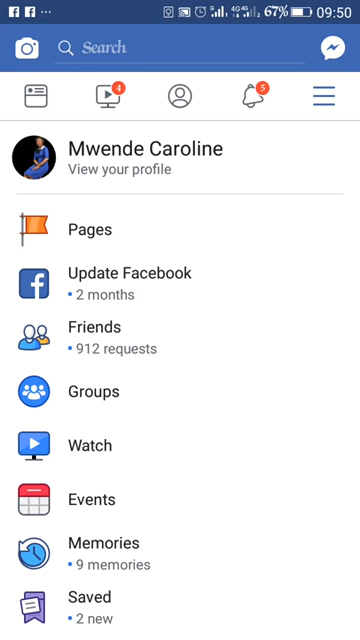 67% 09:50
Search
4
5
Mwende Caroline
View your profile
Pages
Update Facebook
• 2 months
Friends
• 912 requests
Groups
Watch
Events
Memories
• 9 memories
Saved
• 2 new